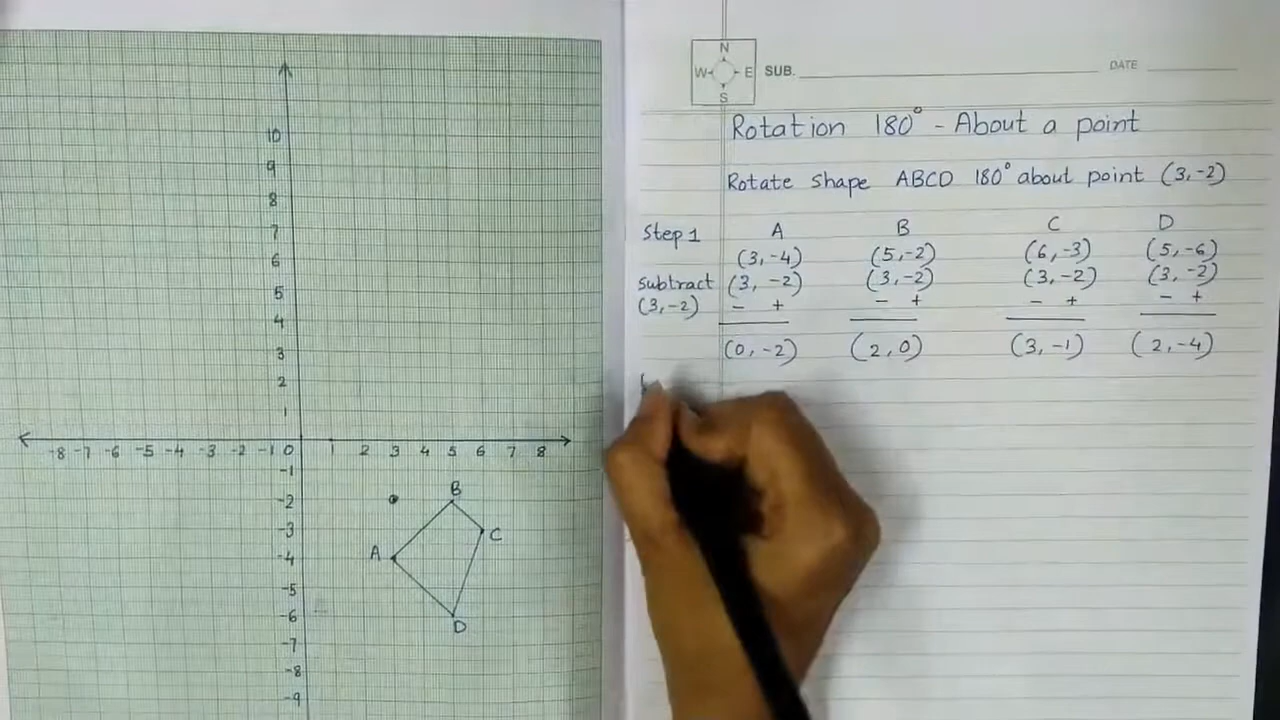 10
9
8
7
6
5
4
3
2
1
-8 -7 -6 -5 -4 -3 -2 -1 0 1 2 3 4 5 6 7 8
-1
-2
-3
-4
-5
-6
-7
-8
-9
B
C
A
D
N
W E
S
SUB.
DATE
Rotation 180° - About a point
Rotate shape ABCD 180° about point (3,-2)
Step 1 A B C D
(3,-4) (5,-2) (6,-3) (5,-6)
subtract (3,-2) (3,-2) (3,-2) (3,-2)
(3,-2) - + - + - + - +
(0,-2) (2,0) (3,-1) (2,-4)